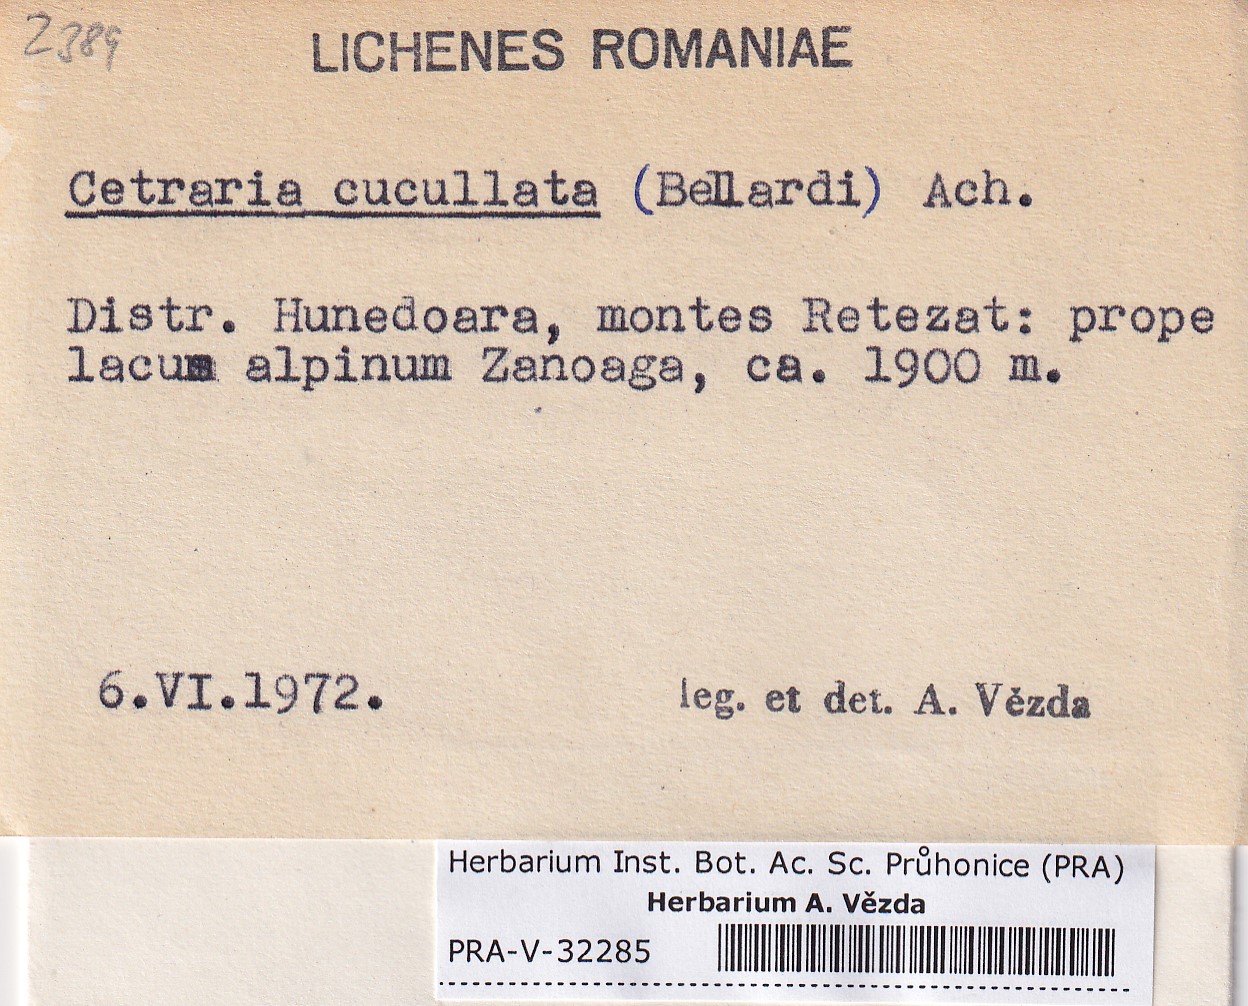 2389
LICHENES ROMANIAE
Cetraria cucullata (Bellardi) Ach.
Distr. Hunedoara, montes Retezat: prope
lacum alpinum Zanoaga, ca. 1900 m.
6.VI.1972.
leg. et det. A. Vězda
Herbarium Inst. Bot. Ac. Sc. Průhonice (PRA)
Herbarium A. Vězda
PRA-V-32285